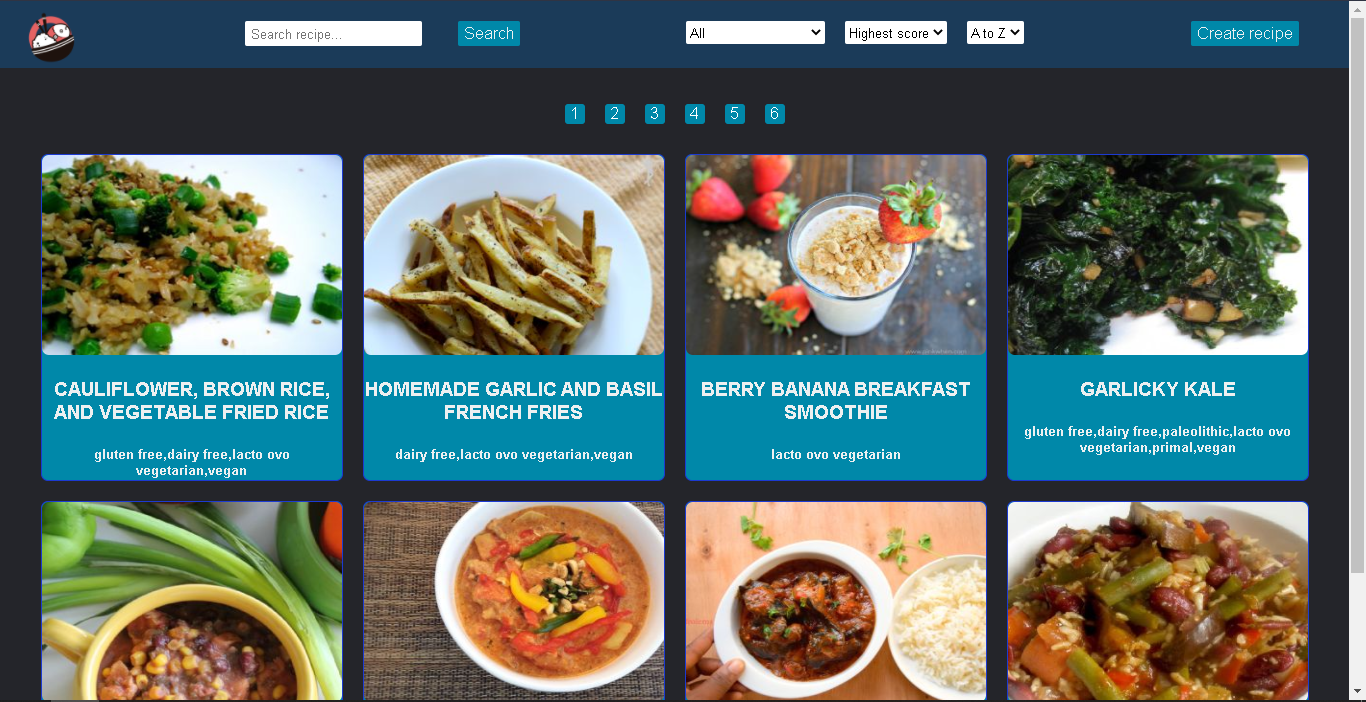 Search recipe...
Search
All
Highest score
A to Z
Create recipe
1 2 3 4 5 6
CAULIFLOWER, BROWN RICE,
AND VEGETABLE FRIED RICE
gluten free,dairy free,lacto ovo
vegetarian,vegan
HOMEMADE GARLIC AND BASIL
FRENCH FRIES
dairy free,lacto ovo vegetarian,vegan
BERRY BANANA BREAKFAST
SMOOTHIE
lacto ovo vegetarian
GARLICKY KALE
gluten free,dairy free,paleolithic,lacto ovo
vegetarian,primal,vegan